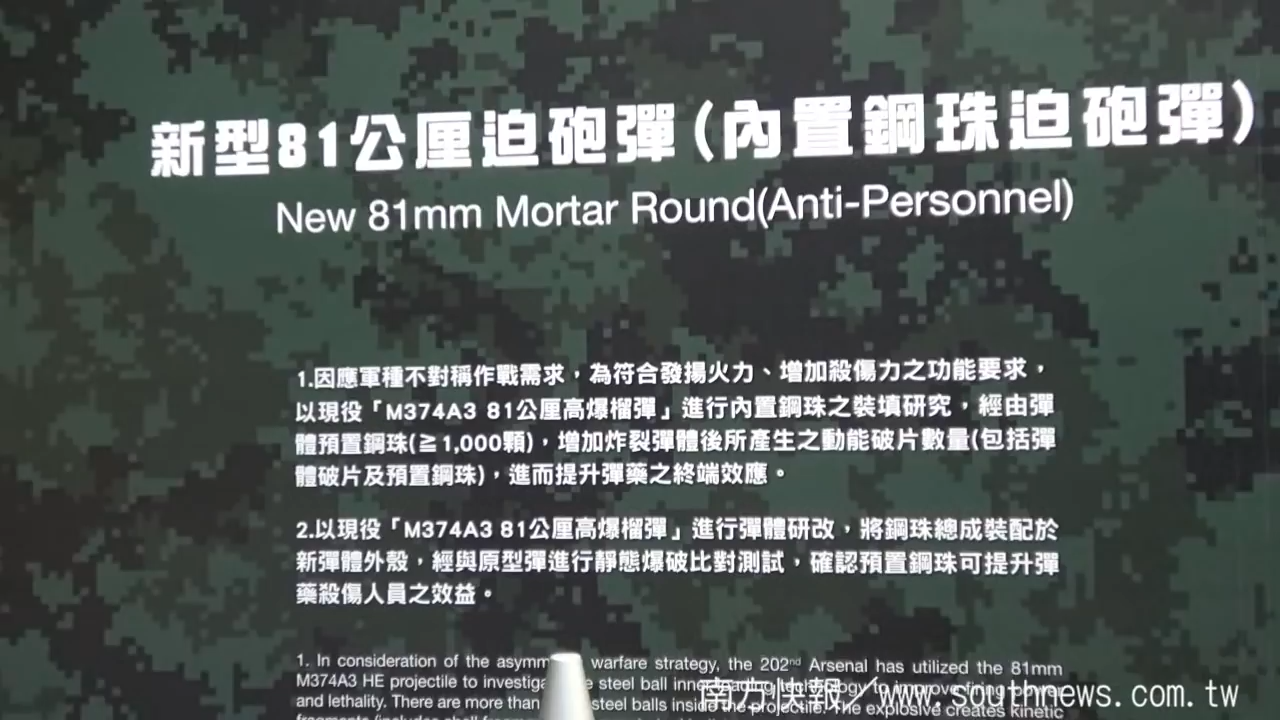 新型81公厘迫砲彈(內置鋼珠迫砲彈)
New 81mm Mortar Round(Anti-Personnel)
1.因應軍種不對稱作戰需求，為符合發揚火力、增加殺傷力之功能要求，
以現役「M374A3 81公厘高爆榴彈」進行內置鋼珠之裝填研究，經由彈
體預置鋼珠(≧1,000顆)，增加炸裂彈體後所產生之動能破片數量(包括彈
體破片及預置鋼珠)，進而提升彈藥之終端效應。
2.以現役「M374A3 81公厘高爆榴彈」進行彈體研改，將鋼珠總成裝配於
新彈體外殼，經與原型彈進行靜態爆破比對測試，確認預置鋼珠可提升彈
藥殺傷人員之效益。
1. In consideration of the asymm warfare strategy, the 202nd Arsenal has utilized the 81mm
M374A3 HE projectile to investiga steel ball inner
and lethality. There are more than steel balls inside the projectile. The explosive creates kinetic
南方快報／www.southnews.com.tw